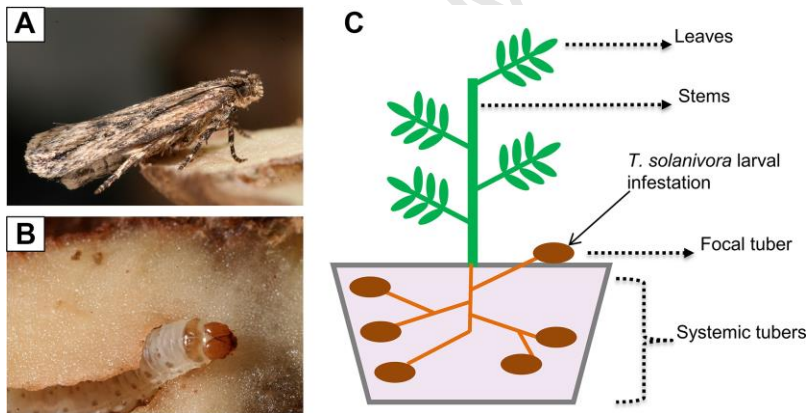 A
B
C
Leaves
Stems
T. solanivora larval
infestation
Focal tuber
Systemic tubers